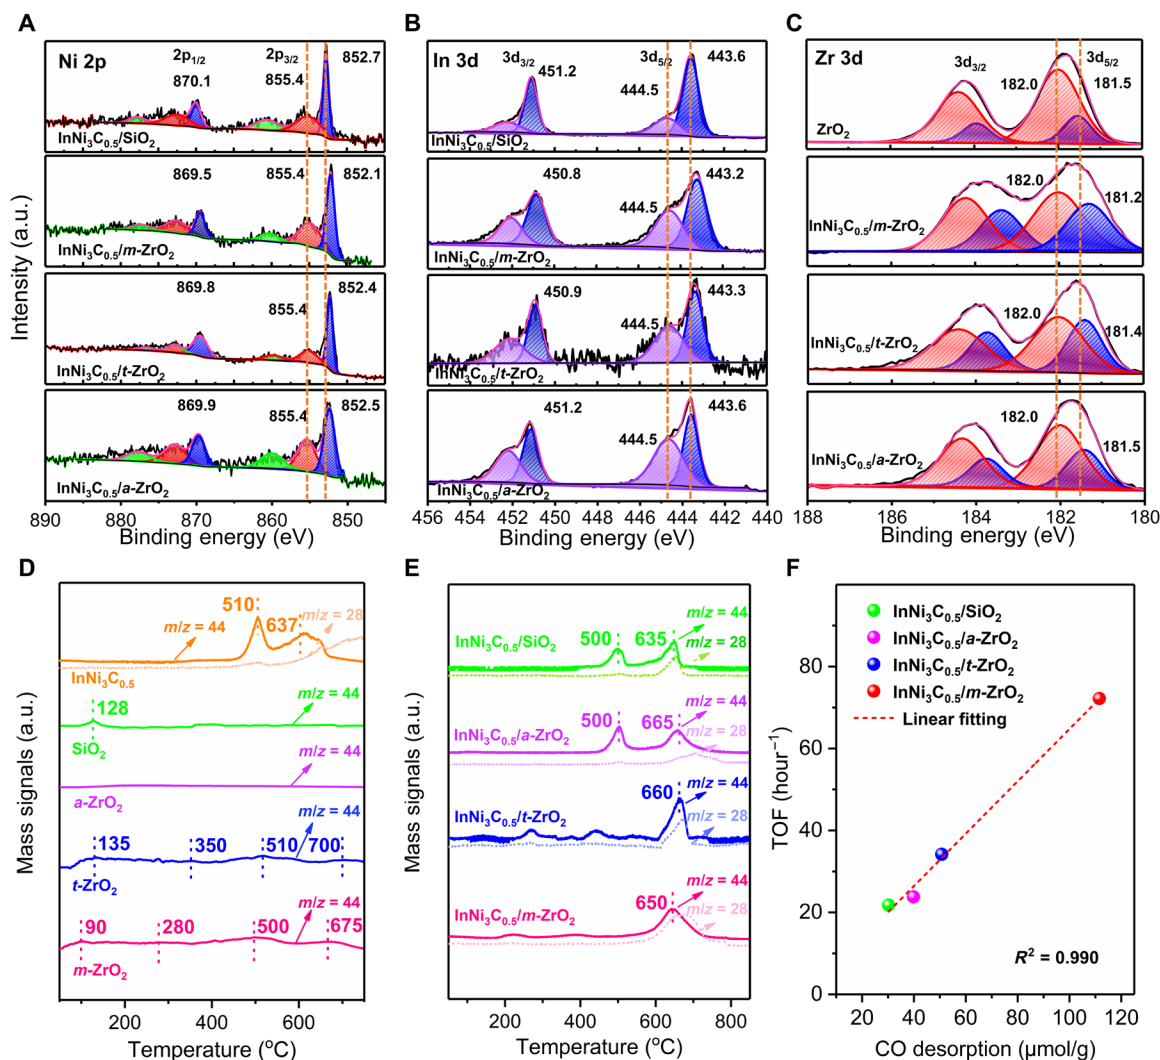 A
Ni 2p
2p1/2
870.1
2p3/2
855.4
852.7
InNi3C0.5/SiO2
869.5
855.4
852.1
InNi3C0.5/m-ZrO2
869.8
855.4
852.4
InNi3C0.5/t-ZrO2
869.9
855.4
852.5
InNi3C0.5/a-ZrO2
890 880 870 860 850
Binding energy (eV)
Intensity (a.u.)
B
In 3d
3d3/2
451.2
3d5/2
444.5
443.6
InNi3C0.5/SiO2
450.8
444.5
443.2
InNi3C0.5/m-ZrO2
450.9
444.5
443.3
InNi3C0.5/t-ZrO2
451.2
444.5
443.6
InNi3C0.5/a-ZrO2
456 454 452 450 448 446 444 442 440
Binding energy (eV)
C
Zr 3d
3d3/2
182.0
3d5/2
181.5
ZrO2
182.0
181.2
InNi3C0.5/m-ZrO2
182.0
181.4
InNi3C0.5/t-ZrO2
182.0
181.5
InNi3C0.5/a-ZrO2
188 186 184 182 180
Binding energy (eV)
D
510
637
m/z = 28
m/z = 44
InNi3C0.5
128
m/z = 44
SiO2
m/z = 44
a-ZrO2
m/z = 44
135 350 510 700
t-ZrO2
m/z = 44
90 280 500 675
m-ZrO2
200 400 600
Temperature (oC)
Mass signals (a.u.)
E
InNi3C0.5/SiO2
500 635
m/z = 44
m/z = 28
InNi3C0.5/a-ZrO2
500 665
m/z = 44
m/z = 28
InNi3C0.5/t-ZrO2
660
m/z = 44
m/z = 28
InNi3C0.5/m-ZrO2
650
m/z = 44
m/z = 28
200 400 600 800
Temperature (oC)
Mass signals (a.u.)
F
InNi3C0.5/SiO2
InNi3C0.5/a-ZrO2
InNi3C0.5/t-ZrO2
InNi3C0.5/m-ZrO2
Linear fitting
R2 = 0.990
80
60
40
20
0
20 40 60 80 100 120
CO desorption (μmol/g)
TOF (hour−1)